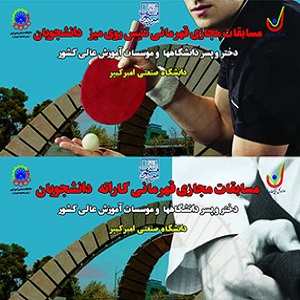 مسابقات مجازی قهرمانی تنیس روی میز دانشجویان
دختر و پسر دانشگاهها و موسسات آموزش عالی کشور
دانشگاه صنعتی امیرکبیر
مسابقات مجازی قهرمانی کاراته دانشجویان
دختر و پسر دانشگاهها و موسسات آموزش عالی کشور
دانشگاه صنعتی امیرکبیر